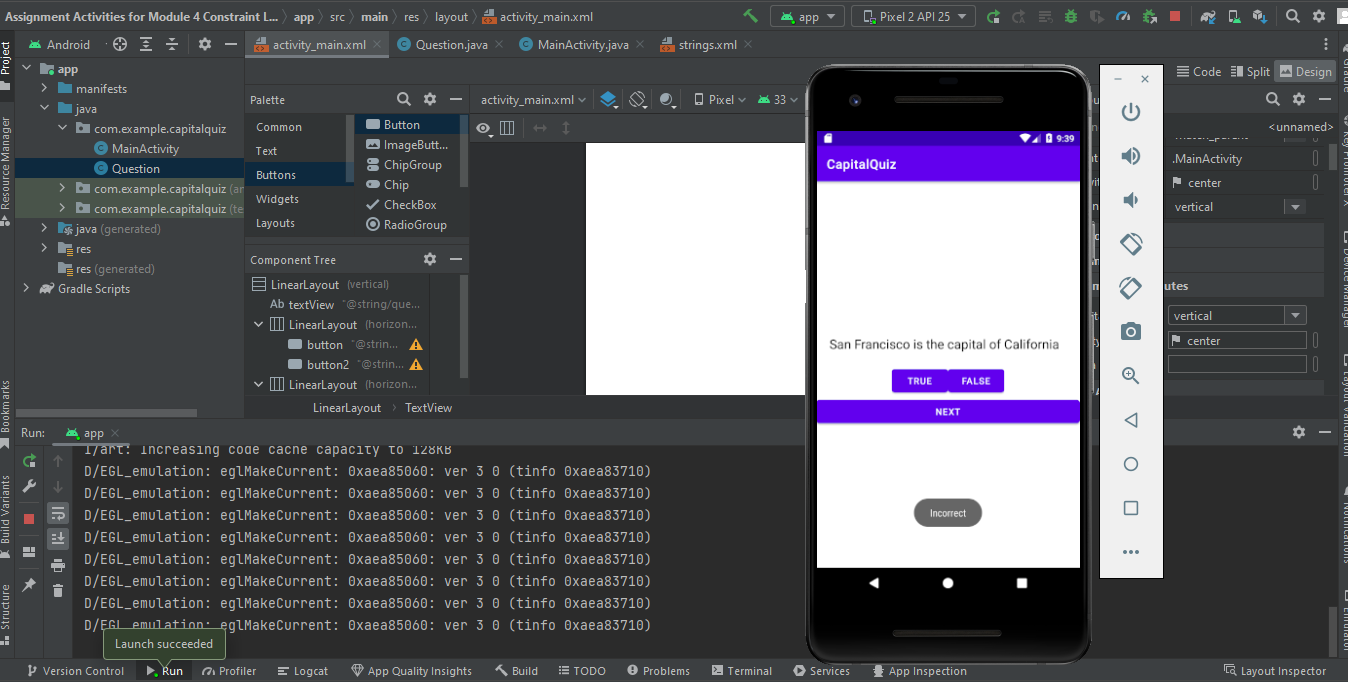 Assignment Activities for Module 4 Constraint L... app src main res layout activity_main.xml app Pixel 2 API 25
Android activity_main.xml Question.java MainActivity.java strings.xml
Project
Resource Manager
Bookmarks
Build Variants
Structure
app
manifests
java
com.example.capitalquiz
MainActivity
Question
com.example.capitalquiz (ar
com.example.capitalquiz (te
java (generated)
res
res (generated)
Gradle Scripts
Palette
Common
Text
Buttons
Widgets
Layouts
Button
ImageButt...
ChipGroup
Chip
CheckBox
RadioGroup
Component Tree
LinearLayout (vertical)
Ab textView "@string/que...
LinearLayout (horizon...
button "@strin...
button2 "@strin...
LinearLayout (horizon...
LinearLayout TextView
activity_main.xml Pixel 33
Code Split Design
<unnamed>
match_parent
.MainActivity
center
vertical
utes
vertical
center
9:39
CapitalQuiz
San Francisco is the capital of California
TRUE FALSE
NEXT
Incorrect
Run: app
I/art: Increasing code cache capacity to 128KB
D/EGL_emulation: eglMakeCurrent: 0xaea85060: ver 3 0 (tinfo 0xaea83710)
D/EGL_emulation: eglMakeCurrent: 0xaea85060: ver 3 0 (tinfo 0xaea83710)
D/EGL_emulation: eglMakeCurrent: 0xaea85060: ver 3 0 (tinfo 0xaea83710)
D/EGL_emulation: eglMakeCurrent: 0xaea85060: ver 3 0 (tinfo 0xaea83710)
D/EGL_emulation: eglMakeCurrent: 0xaea85060: ver 3 0 (tinfo 0xaea83710)
D/EGL_emulation: eglMakeCurrent: 0xaea85060: ver 3 0 (tinfo 0xaea83710)
D/EGL_emulation: eglMakeCurrent: 0xaea85060: ver 3 0 (tinfo 0xaea83710)
D/EGL_emulation: eglMakeCurrent: 0xaea85060: ver 3 0 (tinfo 0xaea83710)
Launch succeeded
Version Control Run Profiler Logcat App Quality Insights Build TODO Problems Terminal Services App Inspection Layout Inspector